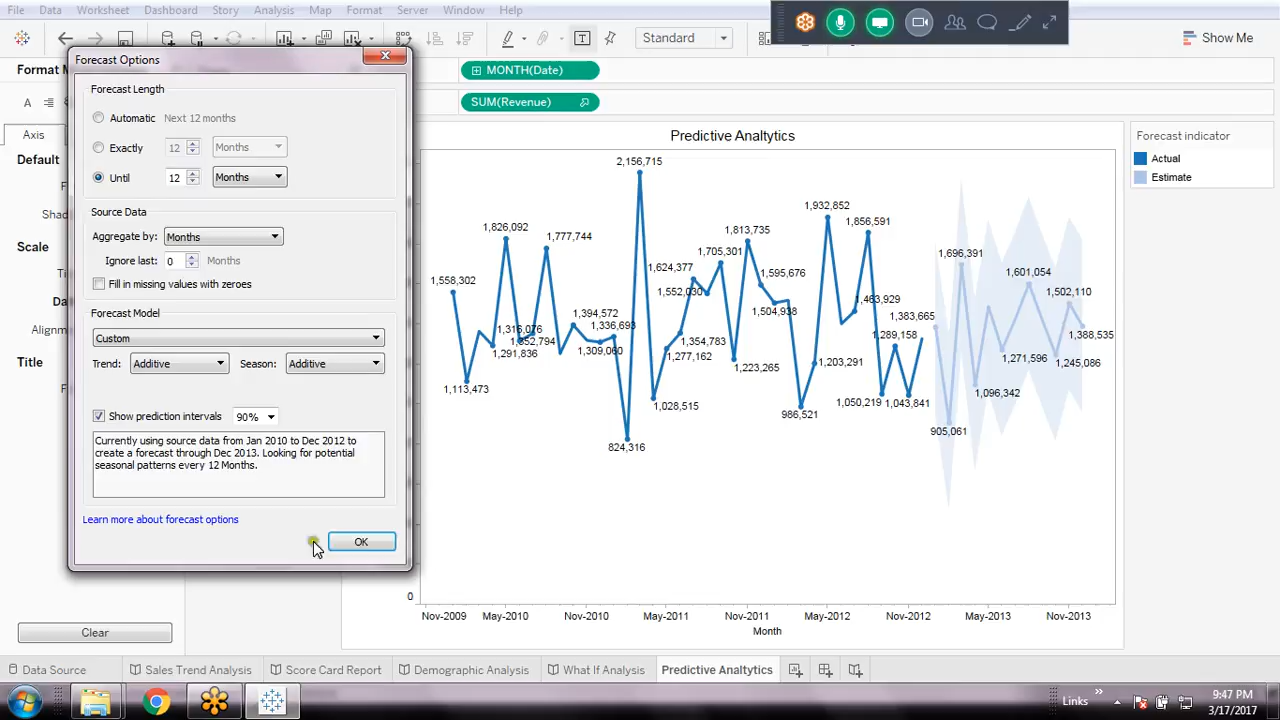 File Data Worksheet Dashboard Story Analysis Map Format Server Window Help
Standard
Show Me
Format M
Axis
Default
F
Shad
Scale
Ti
Da
Alignm
Title
Clear
Forecast Options
Forecast Length
Automatic Next 12 months
Exactly 12 Months
Until 12 Months
Source Data
Aggregate by: Months
Ignore last: 0 Months
Fill in missing values with zeroes
Forecast Model
Custom
Trend: Additive Season: Additive
Show prediction intervals 90%
Currently using source data from Jan 2010 to Dec 2012 to
create a forecast through Dec 2013. Looking for potential
seasonal patterns every 12 Months.
Learn more about forecast options
OK
MONTH(Date)
SUM(Revenue)
Predictive Analtytics
2,156,715
1,932,852
1,826,092
1,856,591
1,777,744
1,813,735
1,705,301
1,696,391
1,624,377
1,595,676
1,601,054
1,558,302
1,552,030
1,502,110
1,463,929
1,504,938
1,394,572
1,383,665
1,316,076
1,336,693
1,352,794
1,354,783
1,289,158
1,388,535
1,291,836
1,309,060
1,277,162
1,271,596
1,223,265
1,203,291
1,245,086
1,113,473
1,096,342
1,028,515
1,050,219
1,043,841
986,521
905,061
824,316
0
Nov-2009 May-2010 Nov-2010 May-2011 Nov-2011 May-2012 Nov-2012 May-2013 Nov-2013
Month
Forecast indicator
Actual
Estimate
Data Source Sales Trend Analysis Score Card Report Demographic Analysis What If Analysis Predictive Analtytics
Links
9:47 PM
3/17/2017